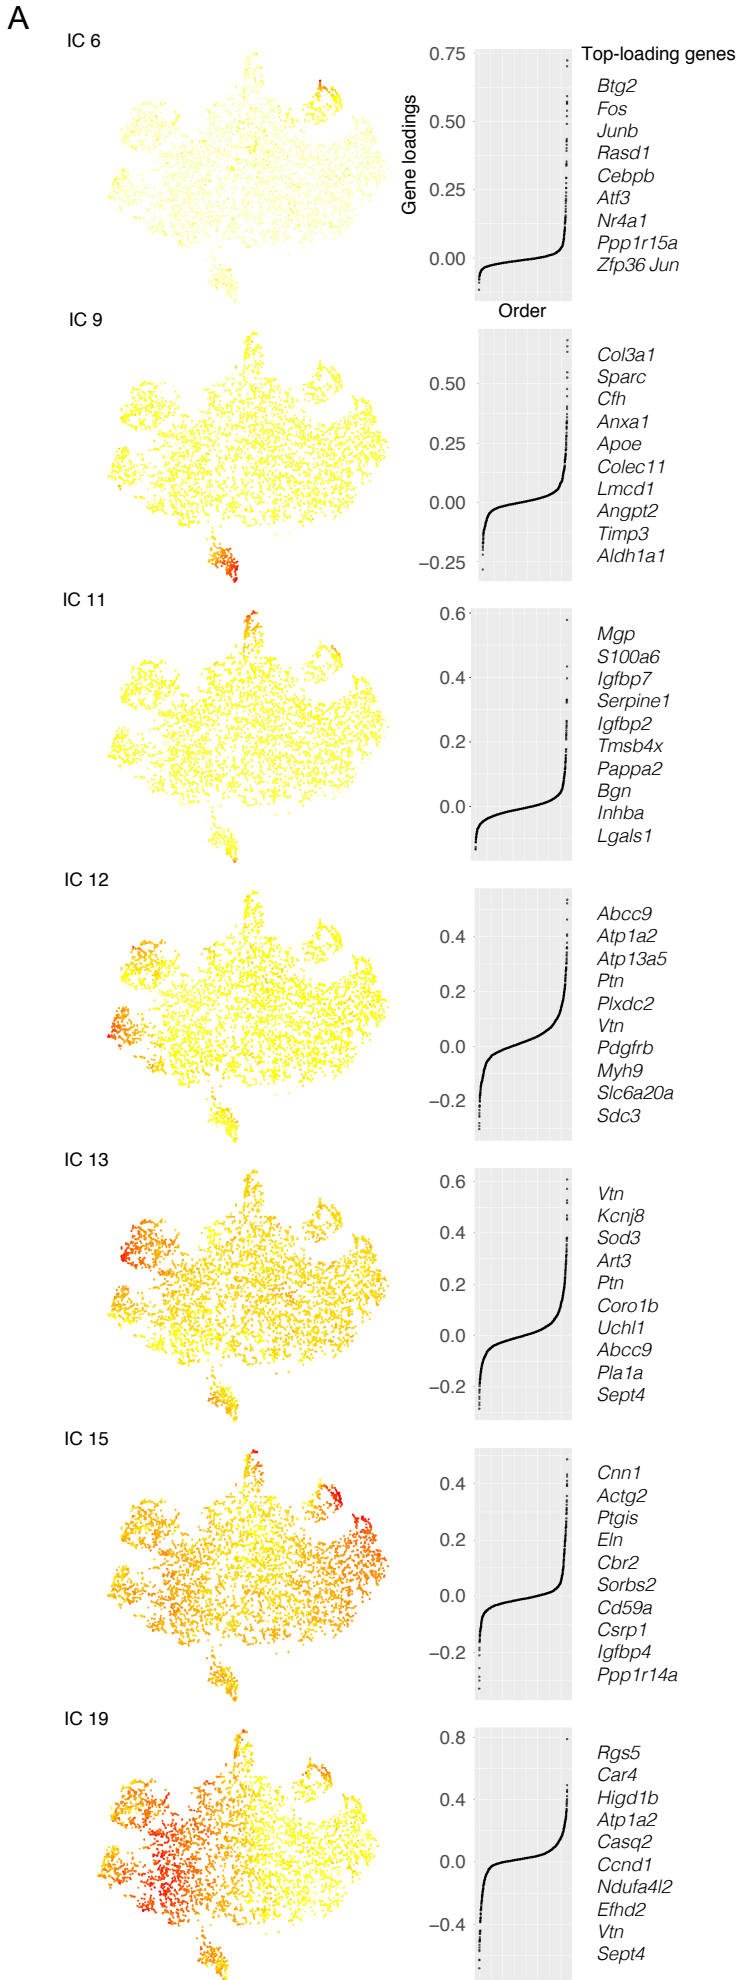 A
IC 6
Gene loadings
0.75
0.50
0.25
0.00
Order
Top-loading genes
Btg2
Fos
Junb
Rasd1
Cebpb
Atf3
Nr4a1
Ppp1r15a
Zfp36 Jun
IC 9
0.50
0.25
0.00
−0.25
Col3a1
Sparc
Cfh
Anxa1
Apoe
Colec11
Lmcd1
Angpt2
Timp3
Aldh1a1
IC 11
0.6
0.4
0.2
0.0
Mgp
S100a6
Igfbp7
Serpine1
Igfbp2
Tmsb4x
Pappa2
Bgn
Inhba
Lgals1
IC 12
0.4
0.2
0.0
−0.2
Abcc9
Atp1a2
Atp13a5
Ptn
Plxdc2
Vtn
Pdgfrb
Myh9
Slc6a20a
Sdc3
IC 13
0.6
0.4
0.2
0.0
−0.2
Vtn
Kcnj8
Sod3
Art3
Ptn
Coro1b
Uchl1
Abcc9
Pla1a
Sept4
IC 15
0.4
0.2
0.0
−0.2
Cnn1
Actg2
Ptgis
Eln
Cbr2
Sorbs2
Cd59a
Csrp1
Igfbp4
Ppp1r14a
IC 19
0.8
0.4
0.0
−0.4
Rgs5
Car4
Higd1b
Atp1a2
Casq2
Ccnd1
Ndufa4l2
Efhd2
Vtn
Sept4